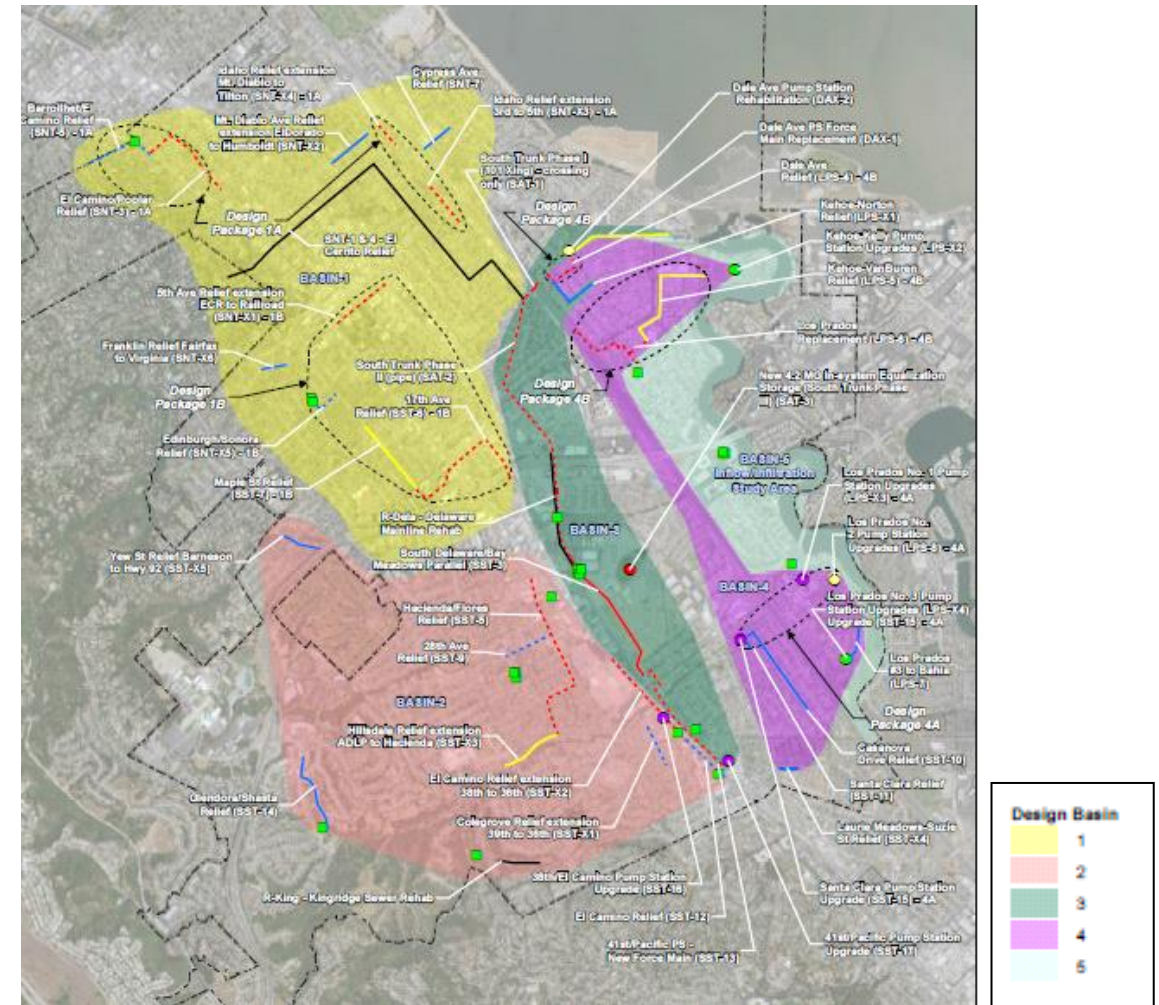 Idaho Relief extension
Mt. Diablo to
Tilton (SNT-X4) - 1A
Cypress Ave
Relief (SNT-7)
Idaho Relief extension
3rd to 5th (SNT-X3) - 1A
Dale Ave Pump Station
Rehabilitation (DAX-2)
Barroilhet/El
Camino Relief
(SNT-5) - 1A
Mt. Diablo Ave Relief
extension ElDorado
to Humboldt (SNT-X2)
Dale Ave PS Force
Main Replacement (DAX-1)
South Trunk Phase I
(101 Xing) - crossing
only (SAT-1)
Dale Ave
Relief (LPS-4) - 4B
El Camino/Poplar
Relief (SNT-3) - 1A
Design
Package 1A
Design
Package 4B
Kehoe-Norton
Relief (LPS-X1)
SNT-1 & 4 - El
Cerrito Relief
Kehoe-Kelly Pump
Station Upgrades (LPS-X2)
BASIN-1
Kehoe-VanBuren
Relief (LPS-5) - 4B
5th Ave Relief extension
ECR to Railroad
(SNT-X1) - 1B
Los Prados
Replacement (LPS-6) - 4B
Franklin Relief Fairfax
to Virginia (SNT-X6)
South Trunk Phase
II (pipe) (SAT-2)
Design
Package 4B
New 4.2 MG In-system Equalization
Storage (South Trunk Phase
III) (SAT-3)
Design
Package 1B
17th Ave
Relief (SST-6) - 1B
Edinburgh/Sonora
Relief (SNT-X5) - 1B
BASIN-5
Inflow/Infiltration
Study Area
Maple St Relief
(SST-7) - 1B
Los Prados No. 1 Pump
Station Upgrades
(LPS-X3) - 4A
R-Dela - Delaware
Mainline Rehab
BASIN-3
Los Prados No.
2 Pump Station
Upgrades (LPS-8) - 4A
Yew St Relief Barneson
to Hwy 92 (SST-X5)
South Delaware/Bay
Meadows Parallel (SST-3)
BASIN-4
Los Prados No. 3 Pump
Station Upgrades (LPS-X4)
Upgrade (SST-15) - 4A
Hacienda/Flores
Relief (SST-5)
28th Ave
Relief (SST-9)
Los Prados
#3 to Bahia
BASIN-2
Design
Package 4A
Hillsdale Relief extension
ADLP to Hacienda (SST-X3)
Casanova
Drive Relief (SST-10)
El Camino Relief extension
38th to 36th (SST-X2)
Santa Clara Relief
(SST-11)
Glendora/Shasta
Relief (SST-14)
Colegrove Relief extension
39th to 36th (SST-X1)
Laurie Meadows-Suzie
St Relief (SST-X4)
38th/El Camino Pump Station
Upgrade (SST-16)
Santa Clara Pump Station
Upgrade (SST-15) - 4A
R-King - Kingridge Sewer Rehab
El Camino Relief (SST-12)
41st/Pacific PS -
New Force Main (SST-13)
41st/Pacific Pump Station
Upgrade (SST-17)
Design Basin
1
2
3
4
5